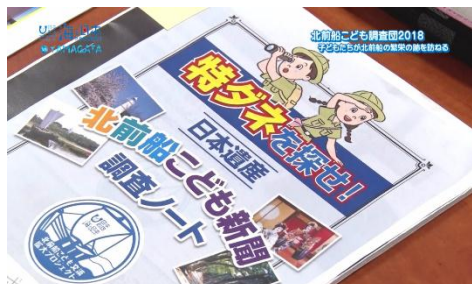 YAMAGATA
北前船こども調査団2018
子どもたちが北前船の繁栄の跡を訪ねる
特ダネを探せ！
日本遺産
北前船こども新聞
調査ノート